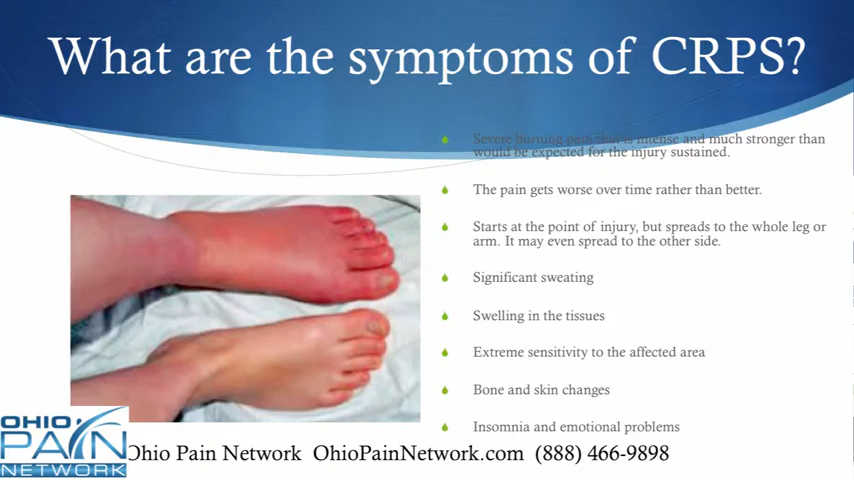 What are the symptoms of CRPS?
Severe burning pain that is intense and much stronger than
would be expected for the injury sustained.
The pain gets worse over time rather than better.
Starts at the point of injury, but spreads to the whole leg or
arm. It may even spread to the other side.
Significant sweating
Swelling in the tissues
Extreme sensitivity to the affected area
Bone and skin changes
Insomnia and emotional problems
OHIO
PAIN
NETWORK
Ohio Pain Network OhioPainNetwork.com (888) 466-9898